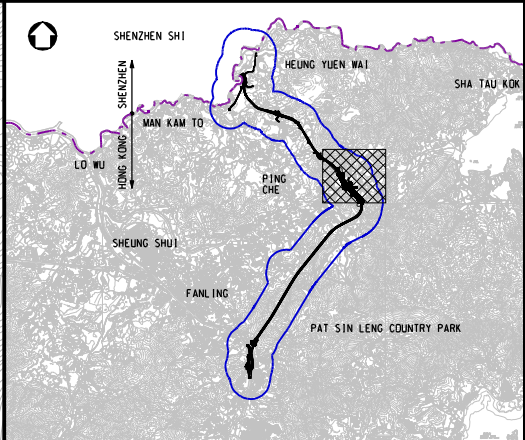 SHENZHEN SHI
HEUNG YUEN WAI
SHENZHEN
SHA TAU KOK
MAN KAM TO
HONG KONG
LO WU
PING
CHE
SHEUNG SHUI
FANLING
PAT SIN LENG COUNTRY PARK